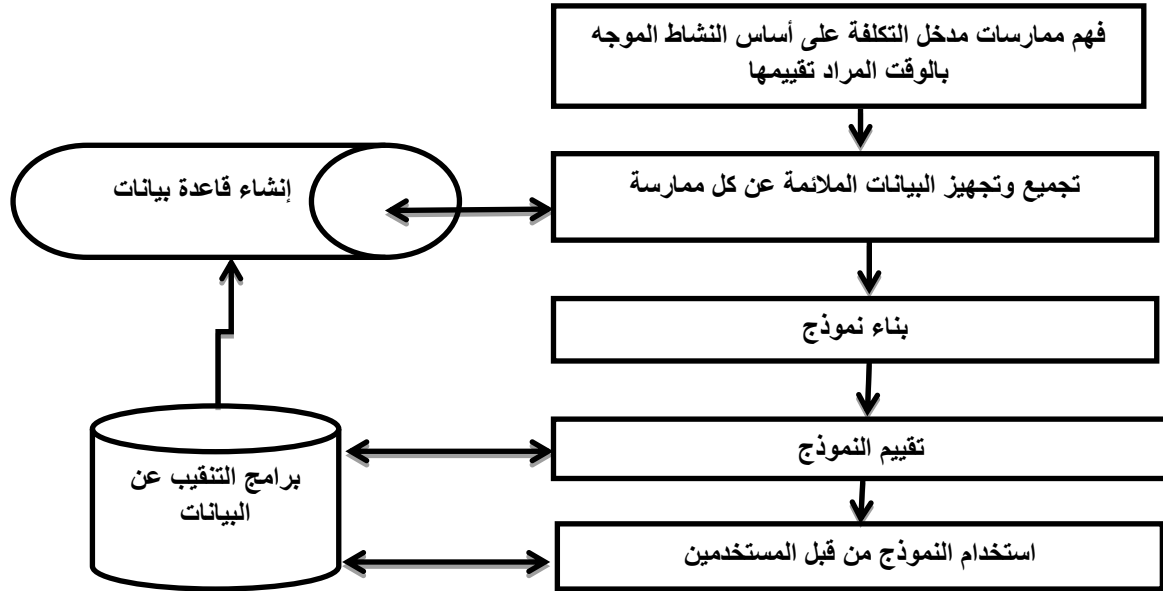 فهم ممارسات مدخل التكلفة على أساس النشاط الموجه
بالوقت المراد تقييمها
تجميع وتجهيز البيانات الملائمة عن كل ممارسة
إنشاء قاعدة بيانات
بناء نموذج
تقييم النموذج
برامج التنقيب عن
البيانات
استخدام النموذج من قبل المستخدمين